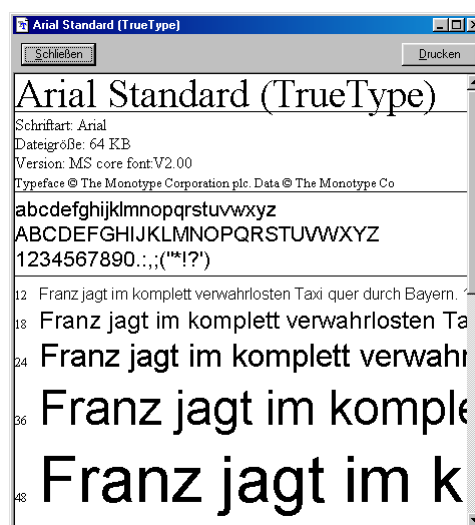 Arial Standard (TrueType)
Schließen Drucken
Arial Standard (TrueType)
Schriftart: Arial
Dateigröße: 64 KB
Version: MS core font:V2.00
Typeface © The Monotype Corporation plc. Data © The Monotype Co
abcdefghijklmnopqrstuvwxyz
ABCDEFGHIJKLMNOPQRSTUVWXYZ
1234567890.:,;("*!?')
12 Franz jagt im komplett verwahrlosten Taxi quer durch Bayern.
18 Franz jagt im komplett verwahrlosten Ta
24 Franz jagt im komplett verwahr
36 Franz jagt im komple
48 Franz jagt im k